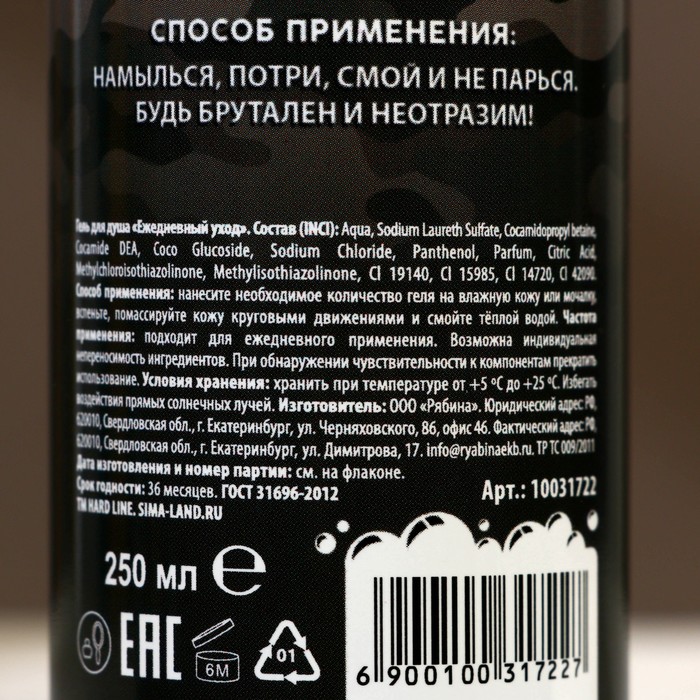 СПОСОБ ПРИМЕНЕНИЯ:
НАМЫЛЬСЯ, ПОТРИ, СМОЙ И НЕ ПАРЬСЯ.
БУДЬ БРУТАЛЕН И НЕОТРАЗИМ!
Гель для душа «Ежедневный уход». Состав (INCI): Aqua, Sodium Laureth Sulfate, Cocamidopropyl betaine,
Cocamide DEA, Coco Glucoside, Sodium Chloride, Panthenol, Parfum, Citric Acid,
Methylchloroisothiazolinone, Methylisothiazolinone, Cl 19140, Cl 15985, Cl 14720, Cl 42090.
Способ применения: нанесите необходимое количество геля на влажную кожу или мочалку,
вспеньте, помассируйте кожу круговыми движениями и смойте тёплой водой. Частота
применения: подходит для ежедневного применения. Возможна индивидуальная
непереносимость ингредиентов. При обнаружении чувствительности к компонентам прекратить
использование. Условия хранения: хранить при температуре от +5 ºС до +25 ºС. Избегать
воздействия прямых солнечных лучей. Изготовитель: ООО «Рябина». Юридический адрес: РФ,
620010, Свердловская обл., г. Екатеринбург, ул. Черняховского, 86, офис 46. Фактический адрес: РФ,
620010, Свердловская обл., г. Екатеринбург, ул. Димитрова, 17. info@ryabinaekb.ru. ТР ТС 009/2011
Дата изготовления и номер партии: см. на флаконе.
Срок годности: 36 месяцев. ГОСТ 31696-2012
Арт.: 10031722
TM HARD LINE. SIMA-LAND.RU
250 мл ℮
EAC
6M
01
6 900100 317227